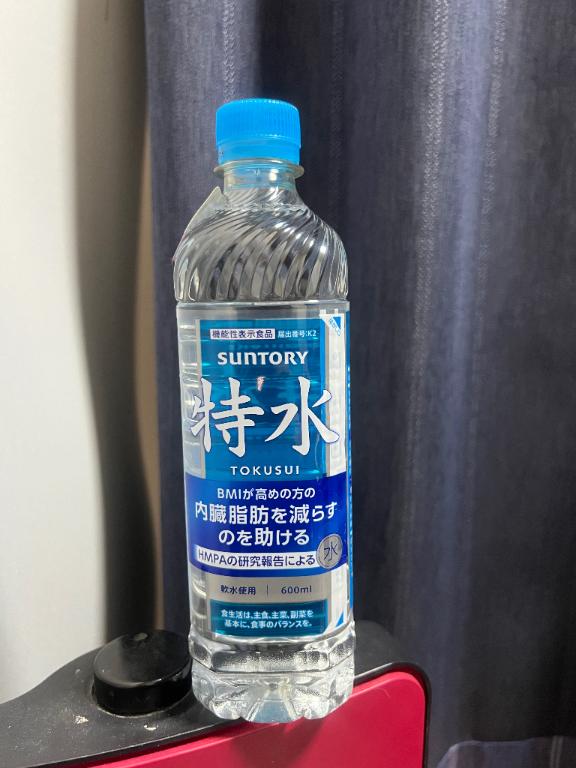 機能性表示食品 届出番号:K2
SUNTORY
特水
TOKUSUI
BMIが高めの方の
内臓脂肪を減らす
のを助ける
水
HMPAの研究報告による
軟水使用 600ml
食生活は、主食、主菜、副菜を
基本に、食事のバランスを。